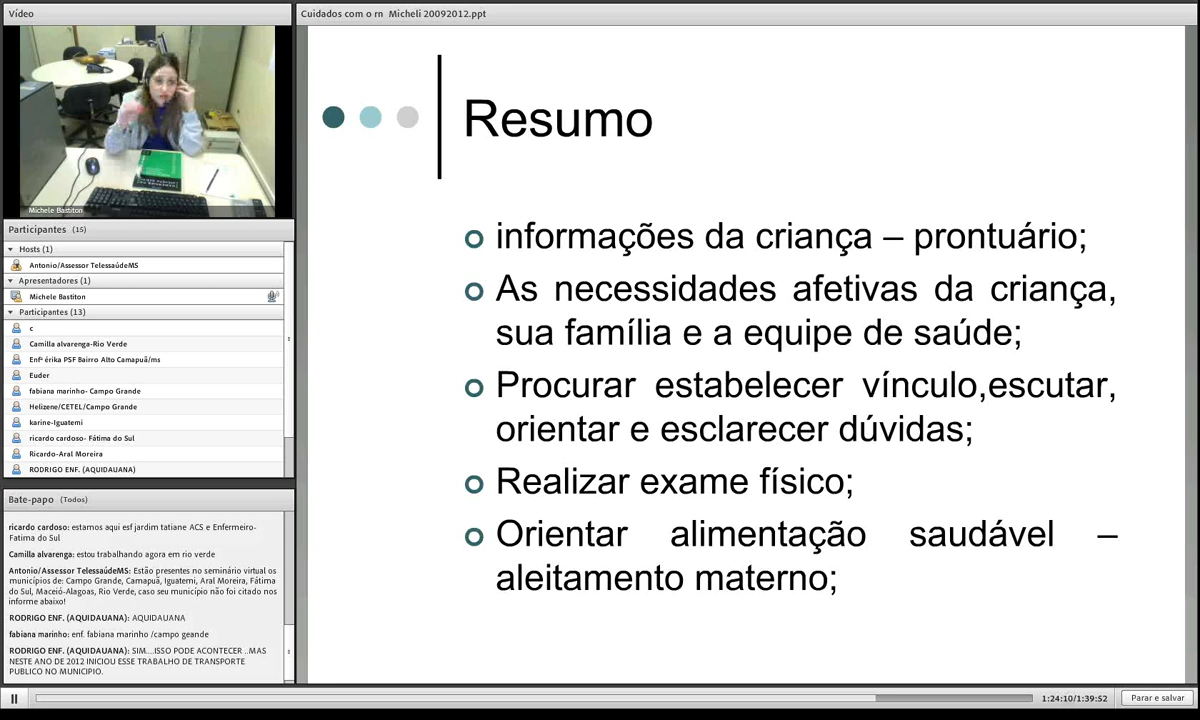 Vídeo
Michele Bastiton
Participantes (15)
Hosts (1)
Antonio/Assessor TelessaúdeMS
Apresentadores (1)
Michele Bastiton
Participantes (13)
c
Camilla alvarenga-Rio Verde
Enfª érika PSF Bairro Alto Camapuã/ms
Euder
fabiana marinho- Campo Grande
Helizene/CETEL/Campo Grande
karine-Iguatemi
ricardo cardoso- Fátima do Sul
Ricardo-Aral Moreira
RODRIGO ENF. (AQUIDAUANA)
Bate-papo (Todos)
ricardo cardoso: estamos aqui esf jardim tatiane ACS e Enfermeiro-
Fatima do Sul
Camilla alvarenga: estou trabalhando agora em rio verde
Antonio/Assessor TelessaúdeMS: Estão presentes no seminário virtual os
municípios de: Campo Grande, Camapuã, Iguatemi, Aral Moreira, Fátima
do Sul, Maceió-Alagoas, Rio Verde, caso seu município não foi citado nos
informe abaixo!
RODRIGO ENF. (AQUIDAUANA): AQUIDAUANA
fabiana marinho: enf. fabiana marinho /campo geande
RODRIGO ENF. (AQUIDAUANA): SIM....ISSO PODE ACONTECER ..MAS
NESTE ANO DE 2012 INICIOU ESSE TRABALHO DE TRANSPORTE
PUBLICO NO MUNICIPIO.
Cuidados com o rn Micheli 20092012.ppt
Resumo
informações da criança – prontuário;
As necessidades afetivas da criança,
sua família e a equipe de saúde;
Procurar estabelecer vínculo,escutar,
orientar e esclarecer dúvidas;
Realizar exame físico;
Orientar alimentação saudável –
aleitamento materno;
1:24:10/1:39:52
Parar e salvar